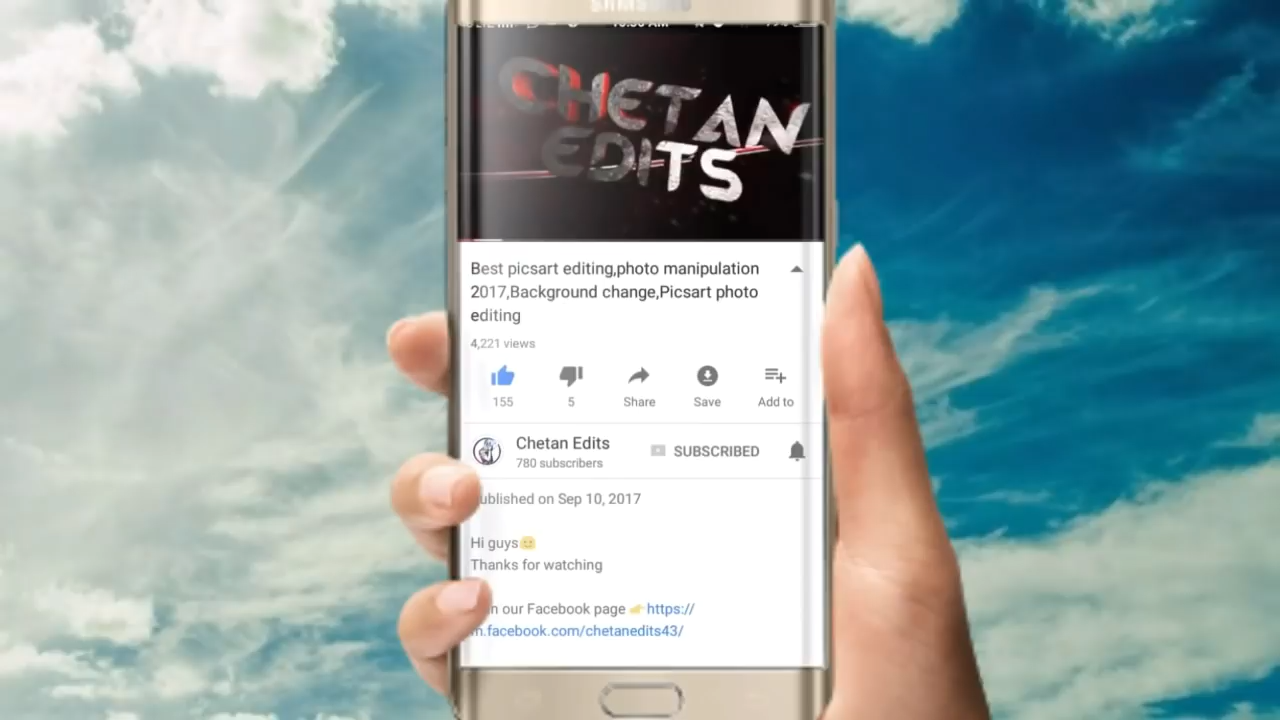 SAMSUNG
CHETAN
EDITS
Best picsart editing,photo manipulation
2017,Background change,Picsart photo
editing
4,221 views
155
5
Share
Save
Add to
Chetan Edits
780 subscribers
SUBSCRIBED
ublished on Sep 10, 2017
Hi guys😊
Thanks for watching
n our Facebook page 👉https://
m.facebook.com/chetanedits43/